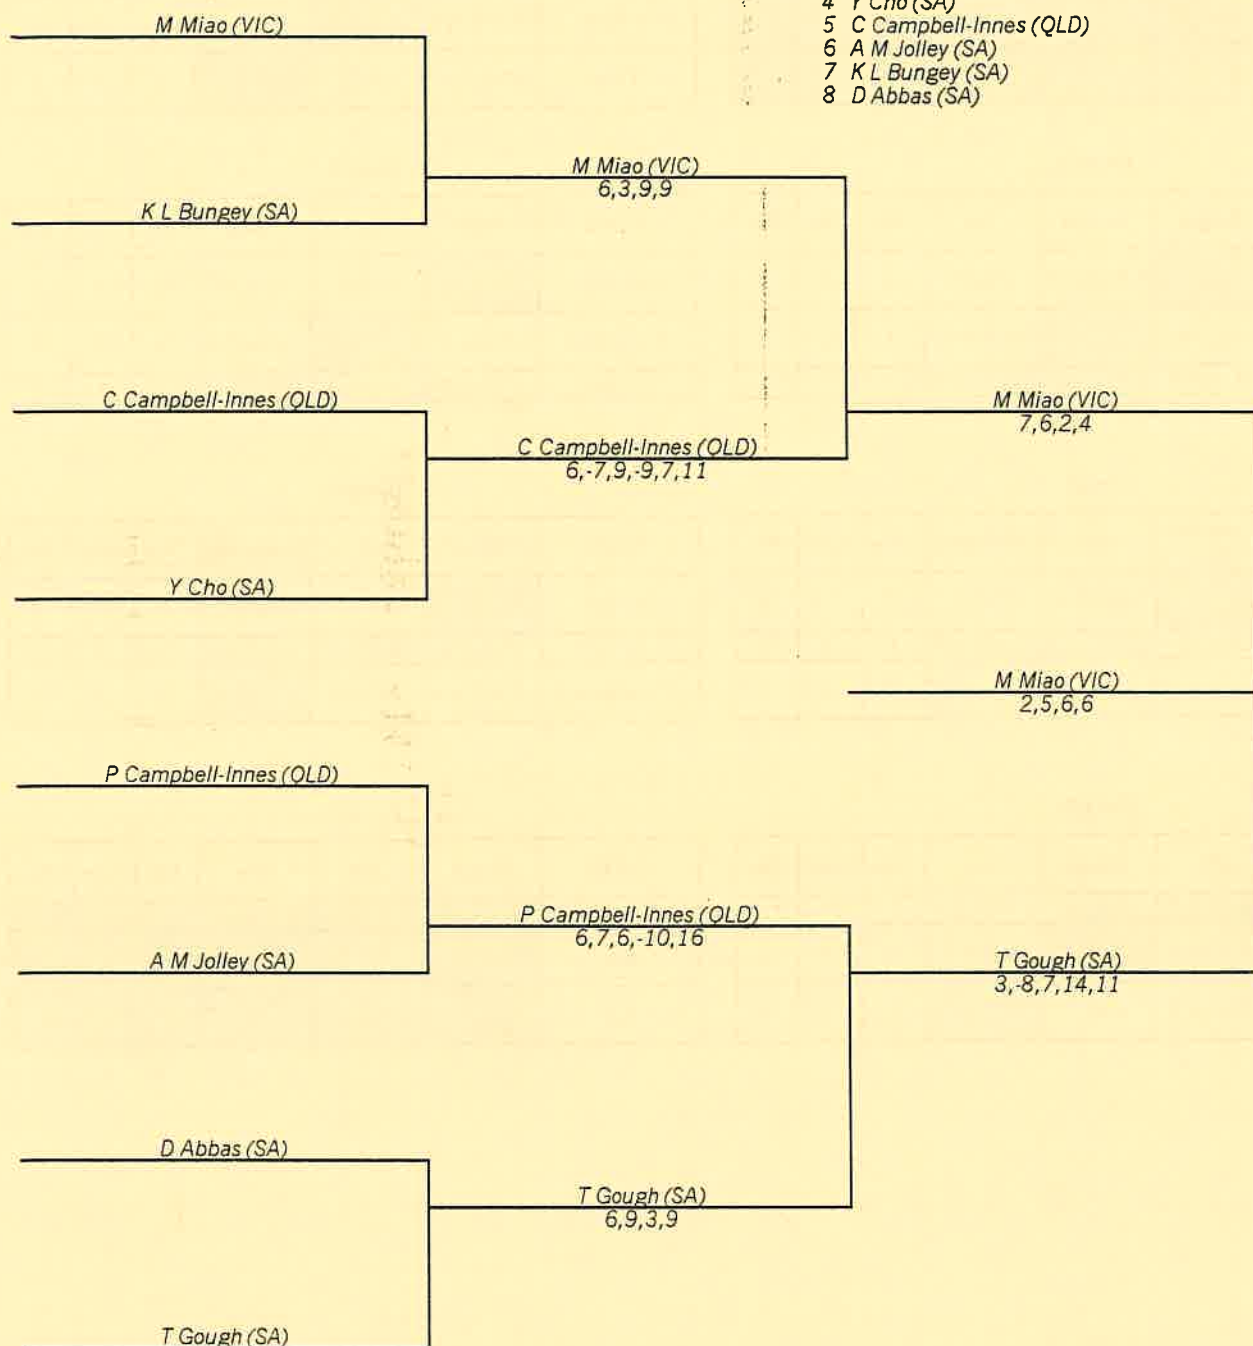 4 Y Cho (SA)
5 C Campbell-Innes (QLD)
6 A M Jolley (SA)
7 K L Bungey (SA)
8 D Abbas (SA)
M Miao (VIC)
M Miao (VIC)
6,3,9,9
K L Bungey (SA)
C Campbell-Innes (QLD)
M Miao (VIC)
7,6,2,4
C Campbell-Innes (QLD)
6,-7,9,-9,7,11
Y Cho (SA)
M Miao (VIC)
2,5,6,6
P Campbell-Innes (QLD)
P Campbell-Innes (QLD)
6,7,6,-10,16
A M Jolley (SA)
T Gough (SA)
3,-8,7,14,11
D Abbas (SA)
T Gough (SA)
6,9,3,9
T Gough (SA)